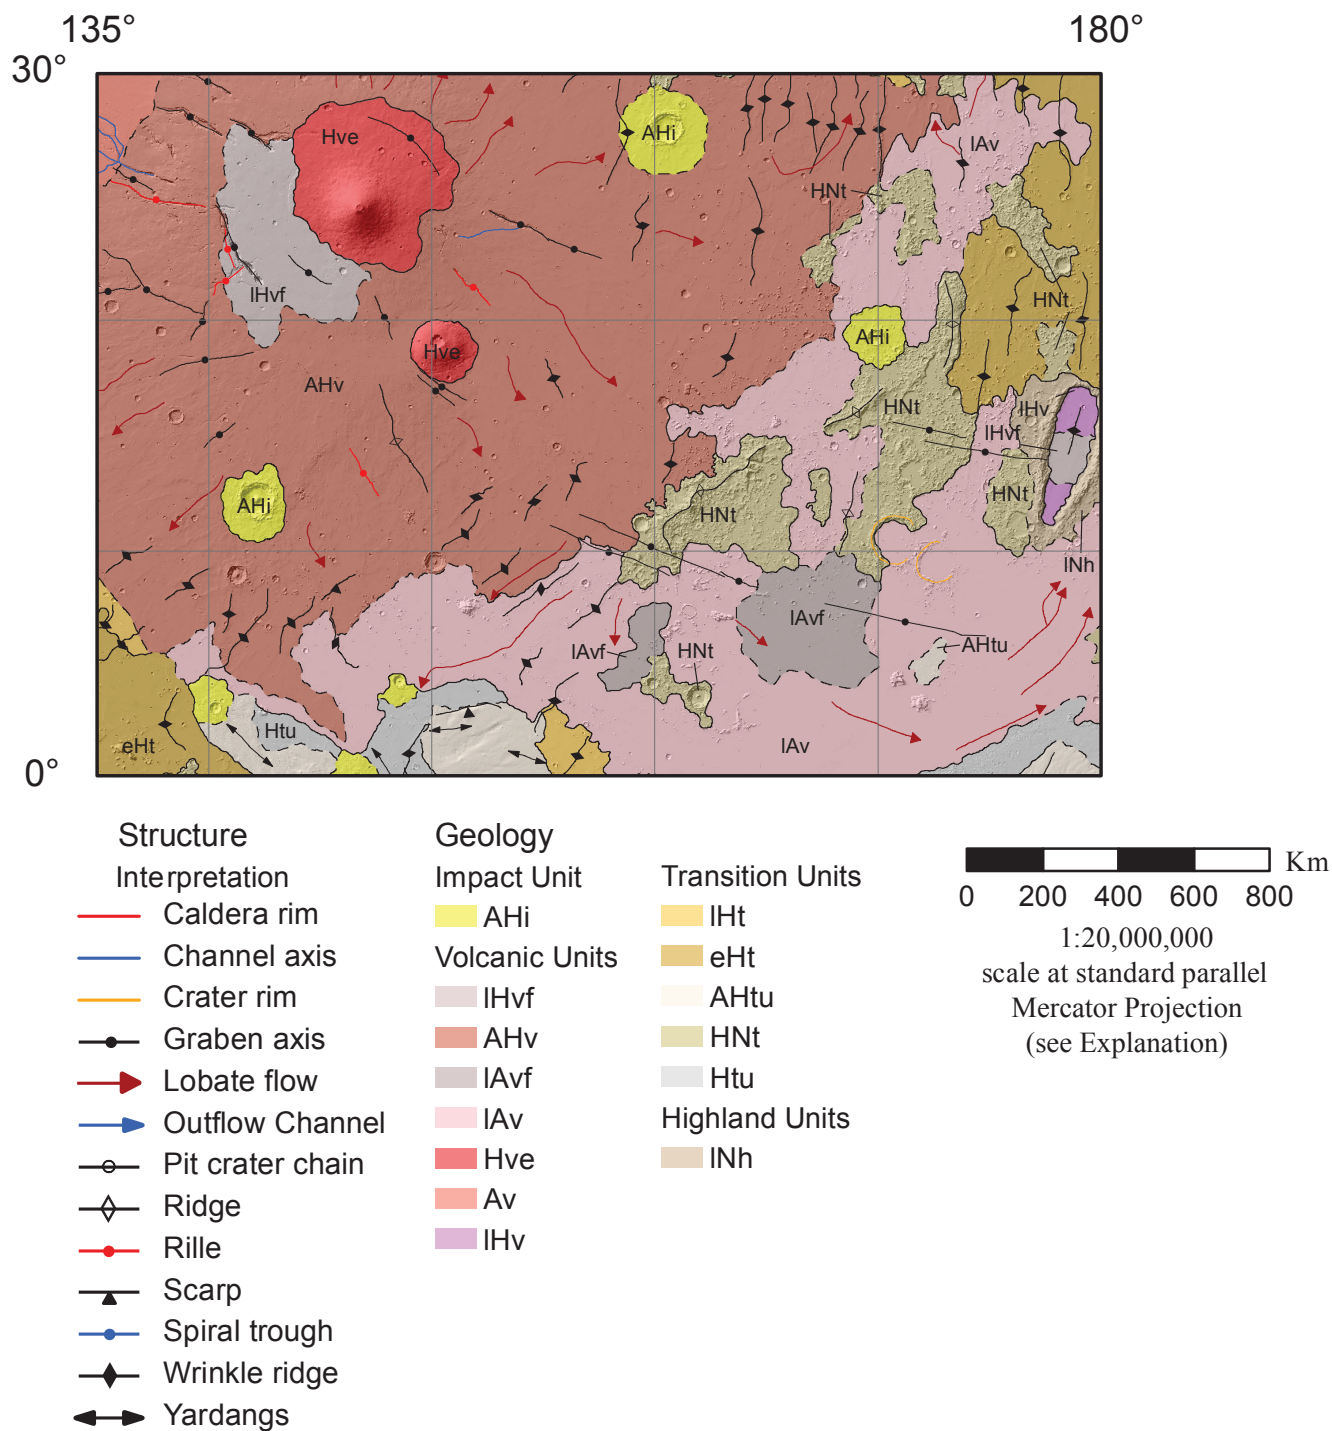 135° 180°
30°
Hve
AHi
lAv
HNt
lHvf
HNt
AHi
Hve
AHv
HNt
lHv
lHvf
HNt
AHi
HNt
lNh
lAvf
lAvf
HNt
AHtu
Htu
eHt
lAv
0°
Structure
Interpretation
Caldera rim
Channel axis
Crater rim
Graben axis
Lobate flow
Outflow Channel
Pit crater chain
Ridge
Rille
Scarp
Spiral trough
Wrinkle ridge
Yardangs
Geology
Impact Unit
AHi
Volcanic Units
lHvf
AHv
lAvf
lAv
Hve
Av
lHv
Transition Units
lHt
eHt
AHtu
HNt
Htu
Highland Units
lNh
Km
0 200 400 600 800
1:20,000,000
scale at standard parallel
Mercator Projection
(see Explanation)